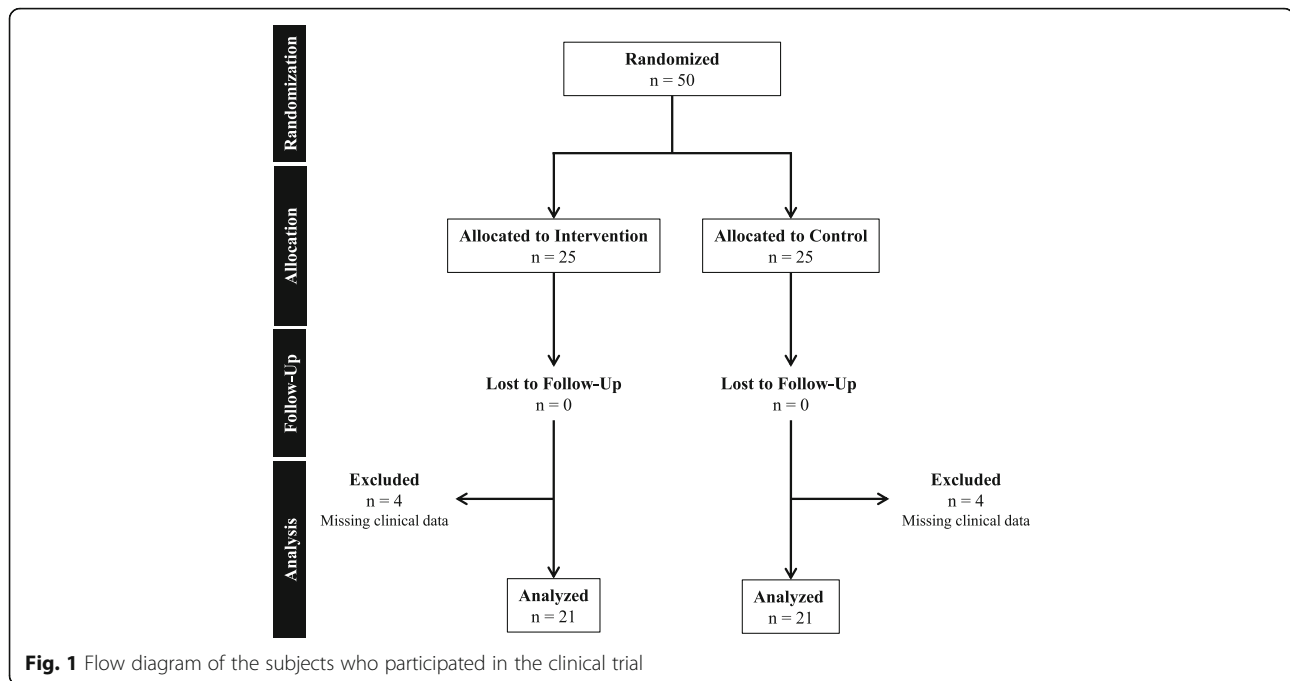 Randomization
Randomized
n = 50
Allocation
Allocated to Intervention
n = 25
Allocated to Control
n = 25
Follow-Up
Lost to Follow-Up
n = 0
Lost to Follow-Up
n = 0
Analysis
Excluded
n = 4
Missing clinical data
Excluded
n = 4
Missing clinical data
Analyzed
n = 21
Analyzed
n = 21
Fig. 1 Flow diagram of the subjects who participated in the clinical trial